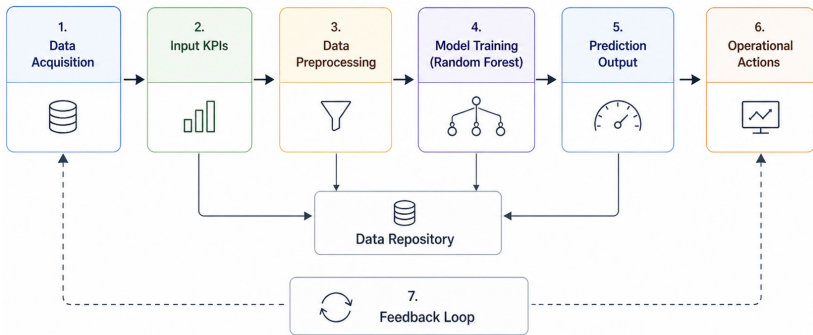 1.
Data
Acquisition
2.
Input KPIs
3.
Data
Preprocessing
4.
Model Training
(Random Forest)
5.
Prediction
Output
6.
Operational
Actions
Data Repository
7.
Feedback Loop